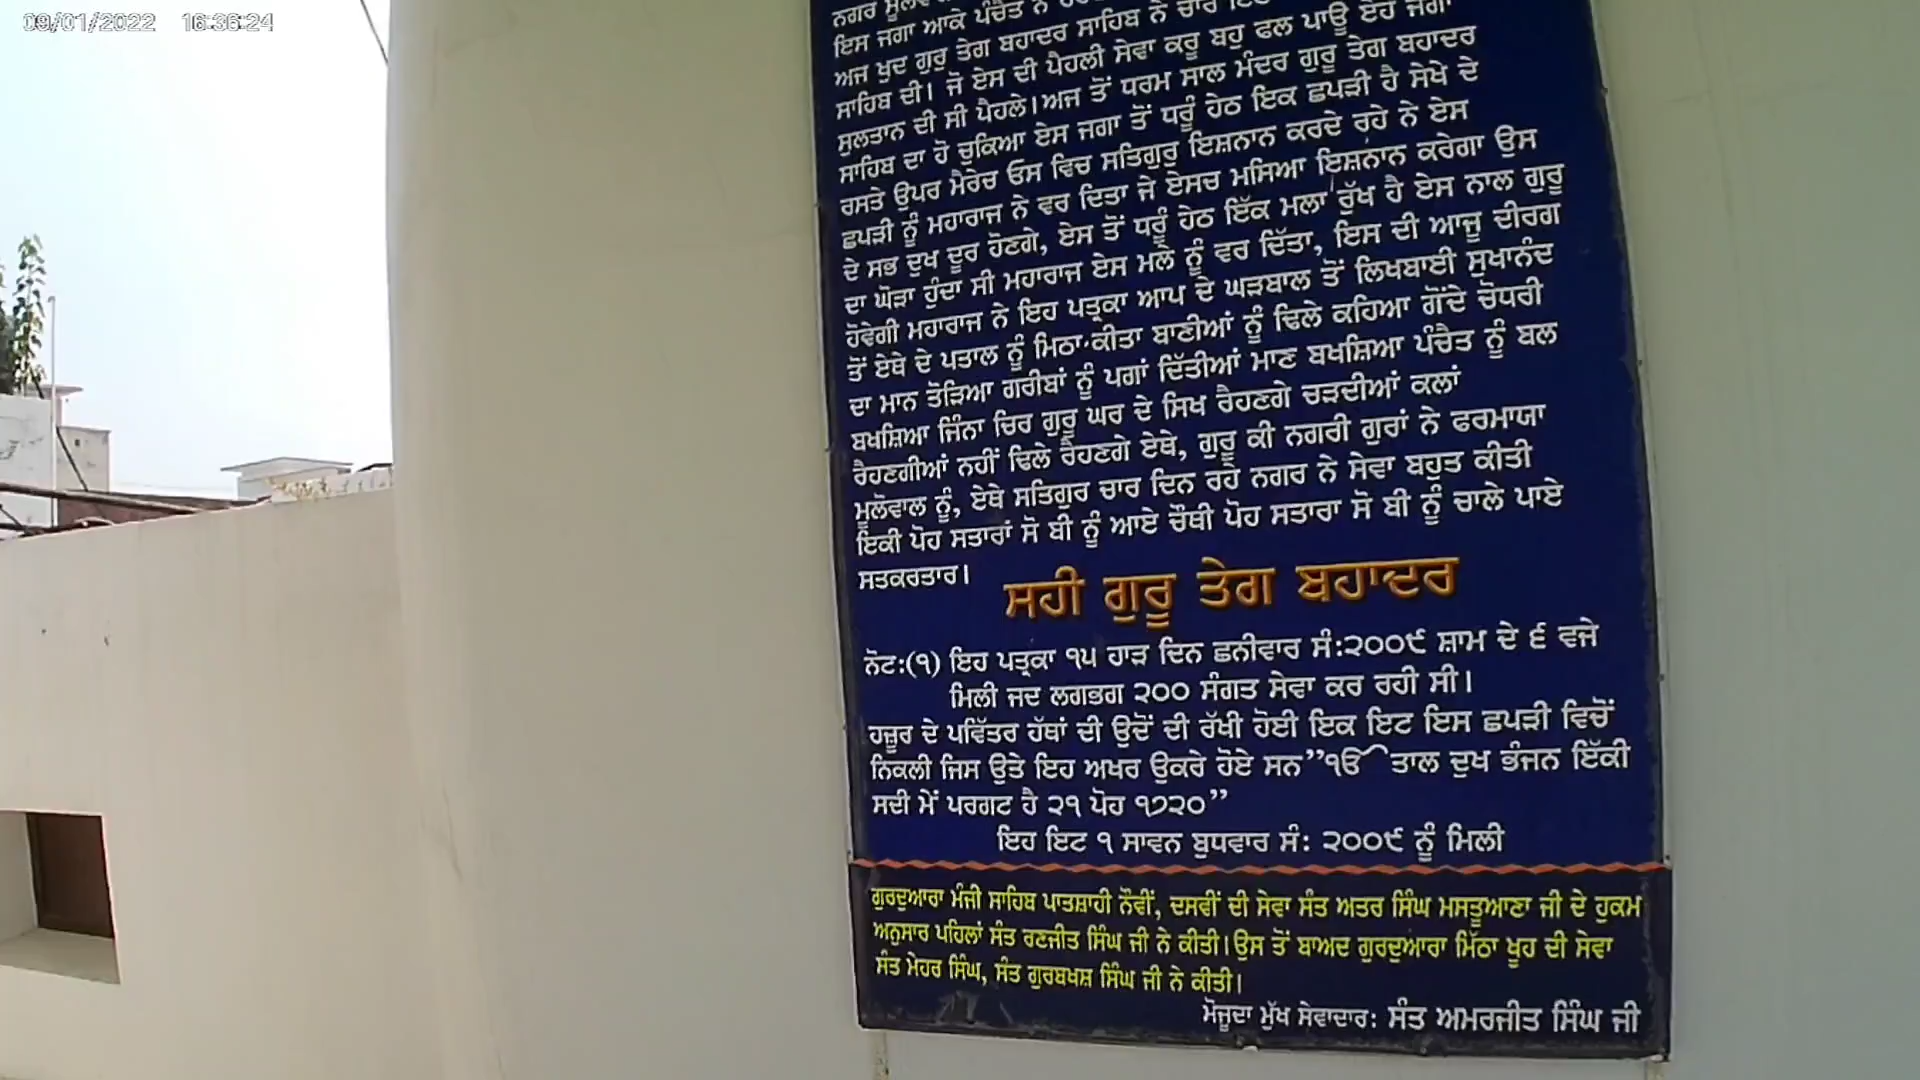 09/01/2022 16:36:24
ਨਗਰ
ਇਸ ਜਗਾ ਆਕੇ ਪੰਚੈਤ ਨੇ
ਅਜ ਖੁਦ ਗੁਰੂ ਤੇਗ ਬਹਾਦਰ ਸਾਹਿਬ ਨੇ ਚਾਰ
ਸਾਹਿਬ ਦੀ। ਜੋ ਏਸ ਦੀ ਪੈਹਲੀ ਸੇਵਾ ਕਰੂ ਬਹੁ ਫਲ ਪਾਊ ਏਹ ਜਗਾ
ਸੁਲਤਾਨ ਦੀ ਸੀ ਪੈਹਲੇ।ਅਜ ਤੋਂ ਧਰਮ ਸਾਲ ਮੰਦਰ ਗੁਰੂ ਤੇਗ ਬਹਾਦਰ
ਸਾਹਿਬ ਦਾ ਹੋ ਚੁਕਿਆ ਏਸ ਜਗਾ ਤੋਂ ਧਰੂੰ ਹੇਠ ਇਕ ਛਪੜੀ ਹੈ ਸੇਖੇ ਦੇ
ਰਸਤੇ ਉਪਰ ਮੈਰੇਚ ਓਸ ਵਿਚ ਸਤਿਗੁਰੂ ਇਸ਼ਨਾਨ ਕਰਦੇ ਰਹੇ ਨੇ ਏਸ
ਛਪੜੀ ਨੂੰ ਮਹਾਰਾਜ ਨੇ ਵਰ ਦਿਤਾ ਜੇ ਏਸਚ ਮਸਿਆ ਇਸ਼ਨਾਨ ਕਰੇਗਾ ਉਸ
ਦੇ ਸਭ ਦੁਖ ਦੂਰ ਹੋਣਗੇ, ਏਸ ਤੋਂ ਧਰੂੰ ਹੇਠ ਇੱਕ ਮਲਾ ਰੁੱਖ ਹੈ ਏਸ ਨਾਲ ਗੁਰੂ
ਦਾ ਘੋੜਾ ਹੁੰਦਾ ਸੀ ਮਹਾਰਾਜ ਏਸ ਮਲੇ ਨੂੰ ਵਰ ਦਿੱਤਾ, ਇਸ ਦੀ ਆਜੂ ਦੀਰਗ
ਹੋਵੇਗੀ ਮਹਾਰਾਜ ਨੇ ਇਹ ਪਤ੍ਰਕਾ ਆਪ ਦੇ ਘੜਬਾਲ ਤੋਂ ਲਿਖਬਾਈ ਸੁਖਾਨੰਦ
ਤੋਂ ਏਥੇ ਦੇ ਪਤਾਲ ਨੂੰ ਮਿਠਾ ਕੀਤਾ ਬਾਣੀਆਂ ਨੂੰ ਢਿਲੇ ਕਹਿਆ ਗੋਂਦੇ ਚੋਧਰੀ
ਦਾ ਮਾਨ ਤੋੜਿਆ ਗਰੀਬਾਂ ਨੂੰ ਪਗਾਂ ਦਿੱਤੀਆਂ ਮਾਣ ਬਖਸ਼ਿਆ ਪੰਚੈਤ ਨੂੰ ਬਲ
ਬਖਸ਼ਿਆ ਜਿੰਨਾ ਚਿਰ ਗੁਰੂ ਘਰ ਦੇ ਸਿਖ ਰੈਹਣਗੇ ਚੜਦੀਆਂ ਕਲਾਂ
ਰੈਹਣਗੀਆਂ ਨਹੀਂ ਢਿਲੇ ਰੈਹਣਗੇ ਏਥੇ, ਗੁਰੂ ਕੀ ਨਗਰੀ ਗੁਰਾਂ ਨੇ ਫਰਮਾਯਾ
ਮੂਲੋਵਾਲ ਨੂੰ, ਏਥੇ ਸਤਿਗੁਰ ਚਾਰ ਦਿਨ ਰਹੇ ਨਗਰ ਨੇ ਸੇਵਾ ਬਹੁਤ ਕੀਤੀ
ਇਕੀ ਪੋਹ ਸਤਾਰਾਂ ਸੋ ਬੀ ਨੂੰ ਆਏ ਚੌਥੀ ਪੋਹ ਸਤਾਰਾ ਸੋ ਬੀ ਨੂੰ ਚਾਲੇ ਪਾਏ
ਸਤਕਰਤਾਰ।
ਸਹੀ ਗੁਰੂ ਤੇਗ ਬਹਾਦਰ
ਨੋਟ:(੧) ਇਹ ਪਤ੍ਰਕਾ ੧੫ ਹਾੜ ਦਿਨ ਛਨੀਵਾਰ ਸੰ:੨੦੦੯ ਸ਼ਾਮ ਦੇ ੬ ਵਜੇ
ਮਿਲੀ ਜਦ ਲਗਭਗ ੨੦੦ ਸੰਗਤ ਸੇਵਾ ਕਰ ਰਹੀ ਸੀ।
ਹਜ਼ੂਰ ਦੇ ਪਵਿੱਤਰ ਹੱਥਾਂ ਦੀ ਉਦੋਂ ਦੀ ਰੱਖੀ ਹੋਈ ਇਕ ਇਟ ਇਸ ਛਪੜੀ ਵਿਚੋਂ
ਨਿਕਲੀ ਜਿਸ ਉਤੇ ਇਹ ਅਖਰ ਉਕਰੇ ਹੋਏ ਸਨ”ੴ ਤਾਲ ਦੁਖ ਭੰਜਨ ਇੱਕੀ
ਸਦੀ ਮੇਂ ਪਰਗਟ ਹੈ ੨੧ ਪੋਹ ੧੭੨੦”
ਇਹ ਇਟ ੧ ਸਾਵਨ ਬੁਧਵਾਰ ਸੰ: ੨੦੦੯ ਨੂੰ ਮਿਲੀ
ਗੁਰਦੁਆਰਾ ਮੰਜੀ ਸਾਹਿਬ ਪਾਤਸ਼ਾਹੀ ਨੌਵੀਂ, ਦਸਵੀਂ ਦੀ ਸੇਵਾ ਸੰਤ ਅਤਰ ਸਿੰਘ ਮਸਤੂਆਣਾ ਜੀ ਦੇ ਹੁਕਮ
ਅਨੁਸਾਰ ਪਹਿਲਾਂ ਸੰਤ ਰਣਜੀਤ ਸਿੰਘ ਜੀ ਨੇ ਕੀਤੀ।ਉਸ ਤੋਂ ਬਾਅਦ ਗੁਰਦੁਆਰਾ ਮਿੱਠਾ ਖੂਹ ਦੀ ਸੇਵਾ
ਸੰਤ ਮੇਹਰ ਸਿੰਘ, ਸੰਤ ਗੁਰਬਖਸ਼ ਸਿੰਘ ਜੀ ਨੇ ਕੀਤੀ।
ਮੋਜੂਦਾ ਮੁੱਖ ਸੇਵਾਦਾਰ: ਸੰਤ ਅਮਰਜੀਤ ਸਿੰਘ ਜੀ